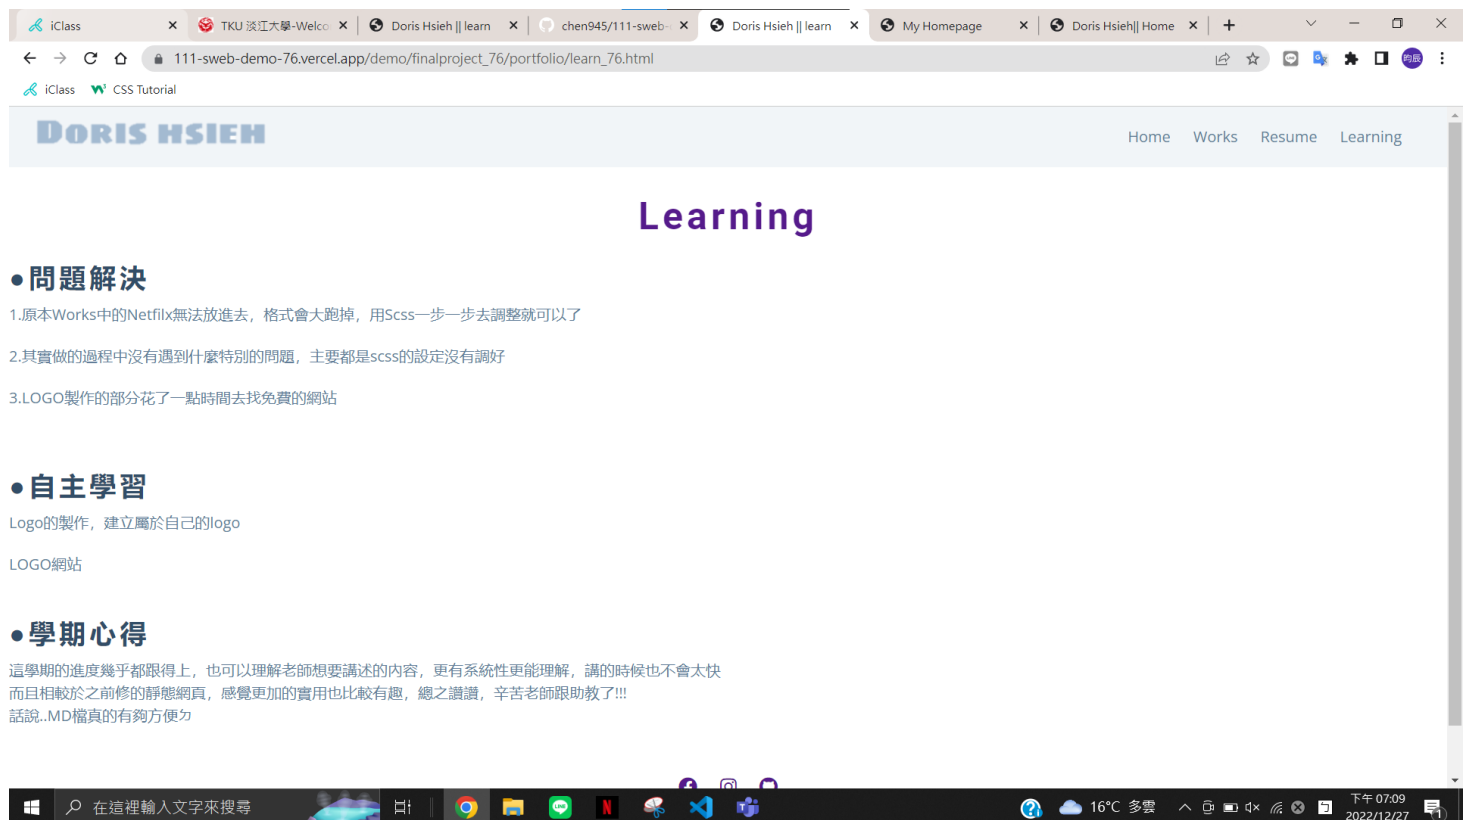 iClass
TKU 淡江大學-Welco
Doris Hsieh || learn
chen945/111-sweb-
Doris Hsieh || learn
My Homepage
Doris Hsieh|| Home
111-sweb-demo-76.vercel.app/demo/finalproject_76/portfolio/learn_76.html
昀辰
iClass
CSS Tutorial
DORIS HSIEH
Home
Works
Resume
Learning
Learning
●問題解決
1.原本Works中的Netfilx無法放進去，格式會大跑掉，用Scss一步一步去調整就可以了
2.其實做的過程中沒有遇到什麼特別的問題，主要都是scss的設定沒有調好
3.LOGO製作的部分花了一點時間去找免費的網站
●自主學習
Logo的製作，建立屬於自己的logo
LOGO網站
●學期心得
這學期的進度幾乎都跟得上，也可以理解老師想要講述的內容，更有系統性更能理解，講的時候也不會太快
而且相較於之前修的靜態網頁，感覺更加的實用也比較有趣，總之讚讚，辛苦老師跟助教了!!!
話說..MD檔真的有夠方便ㄉ
在這裡輸入文字來搜尋
16°C 多雲
下午 07:09
2022/12/27